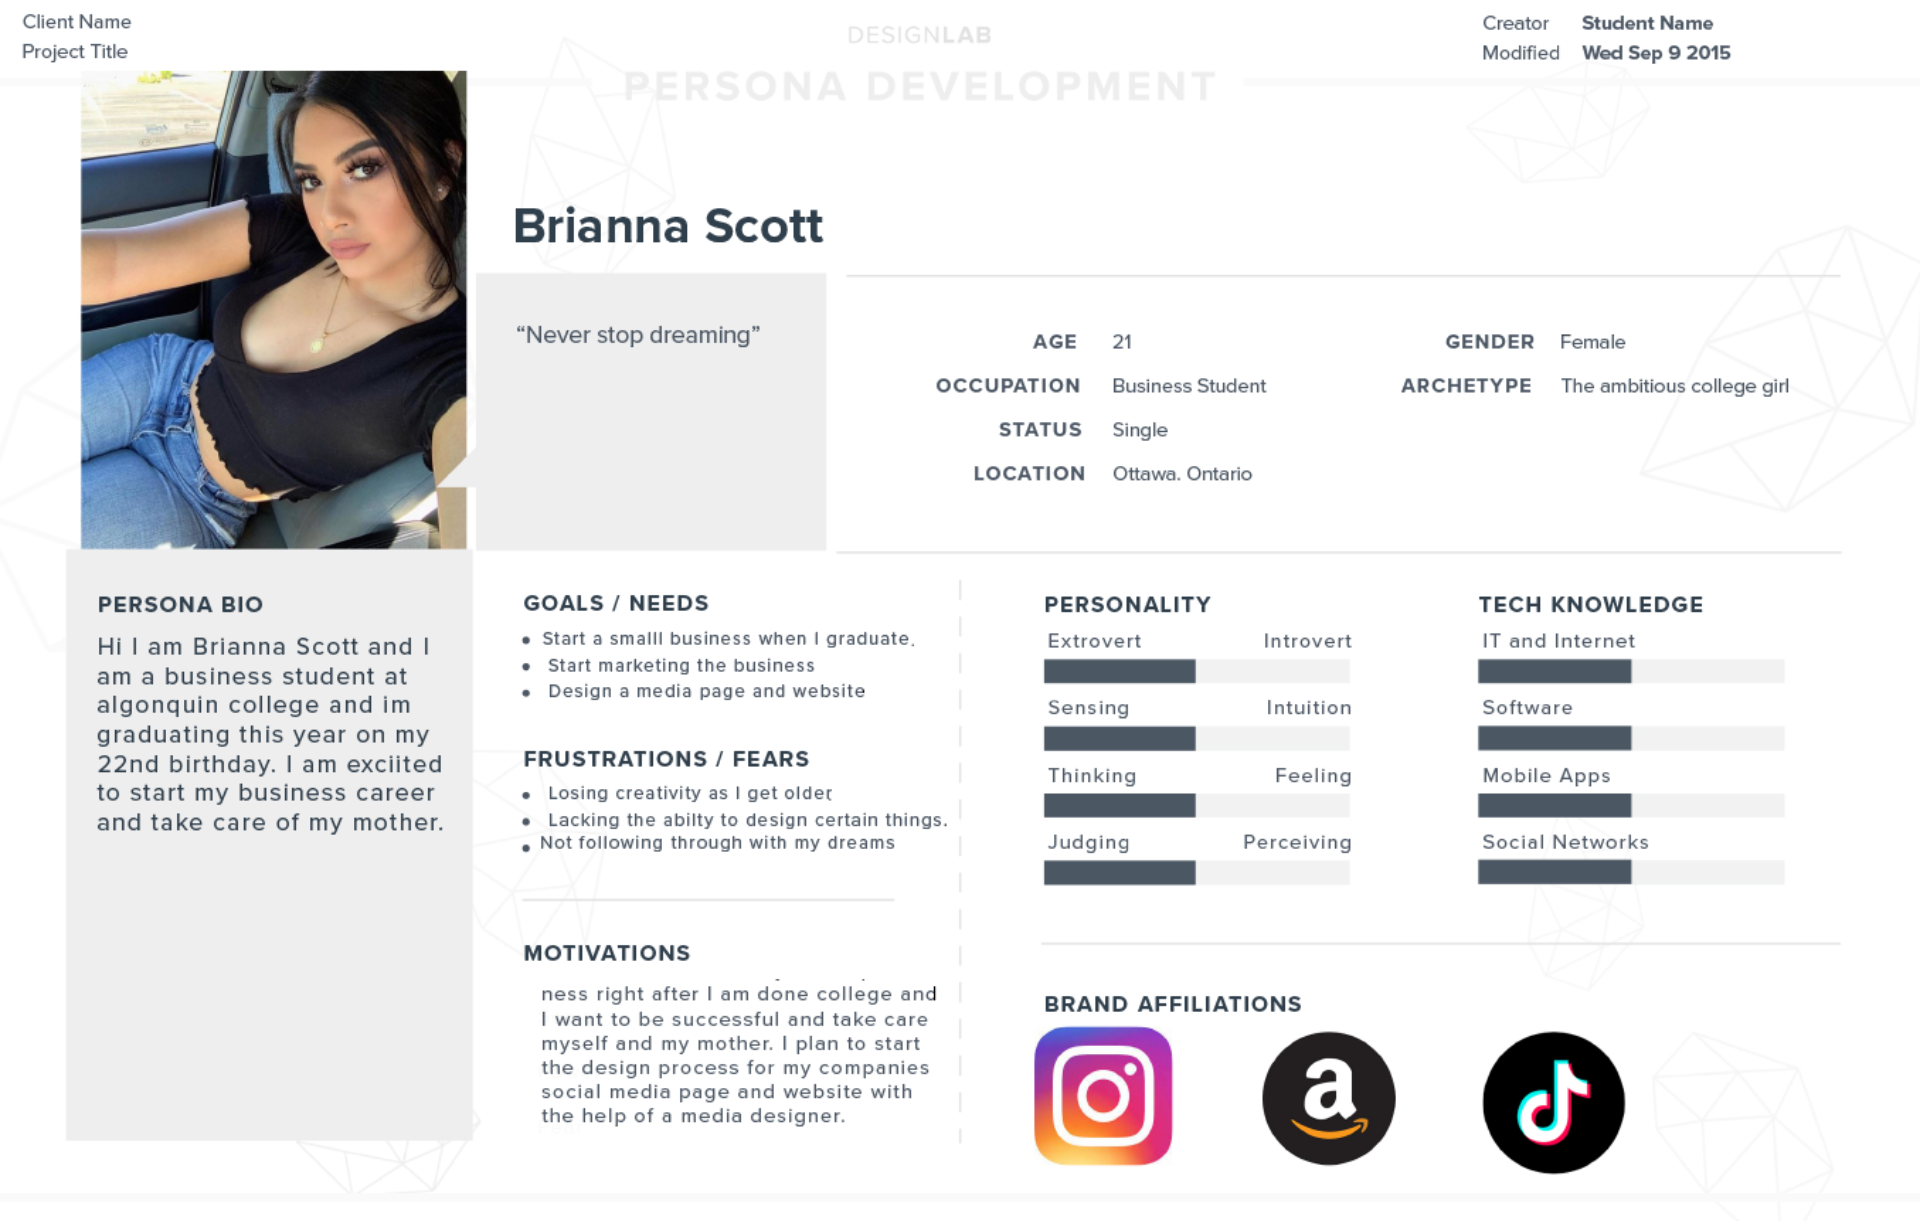 Client Name
Project Title
DESIGNLAB
PERSONA DEVELOPMENT
Creator Student Name
Modified Wed Sep 9 2015
Brianna Scott
“Never stop dreaming”
AGE 21
OCCUPATION Business Student
STATUS Single
LOCATION Ottawa. Ontario
GENDER Female
ARCHETYPE The ambitious college girl
PERSONA BIO
Hi I am Brianna Scott and I
am a business student at
algonquin college and im
graduating this year on my
22nd birthday. I am exciited
to start my business career
and take care of my mother.
GOALS / NEEDS
• Start a smalll business when I graduate.
• Start marketing the business
• Design a media page and website
FRUSTRATIONS / FEARS
• Losing creativity as I get older
• Lacking the abilty to design certain things.
• Not following through with my dreams
MOTIVATIONS
ness right after I am done college and
I want to be successful and take care
myself and my mother. I plan to start
the design process for my companies
social media page and website with
the help of a media designer.
PERSONALITY
Extrovert Introvert
Sensing Intuition
Thinking Feeling
Judging Perceiving
TECH KNOWLEDGE
IT and Internet
Software
Mobile Apps
Social Networks
BRAND AFFILIATIONS
a